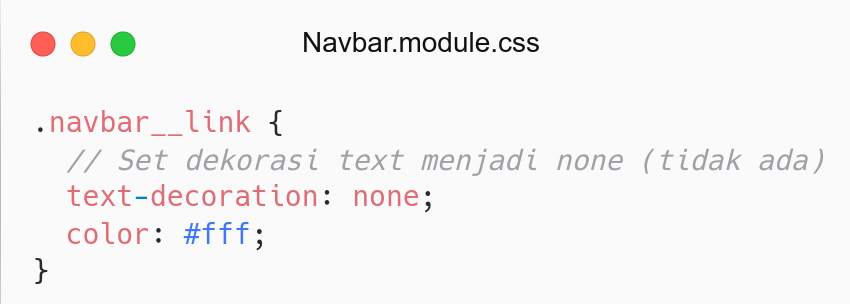 Navbar.module.css
.navbar__link {
  // Set dekorasi text menjadi none (tidak ada)
  text-decoration: none;
  color: #fff;
}